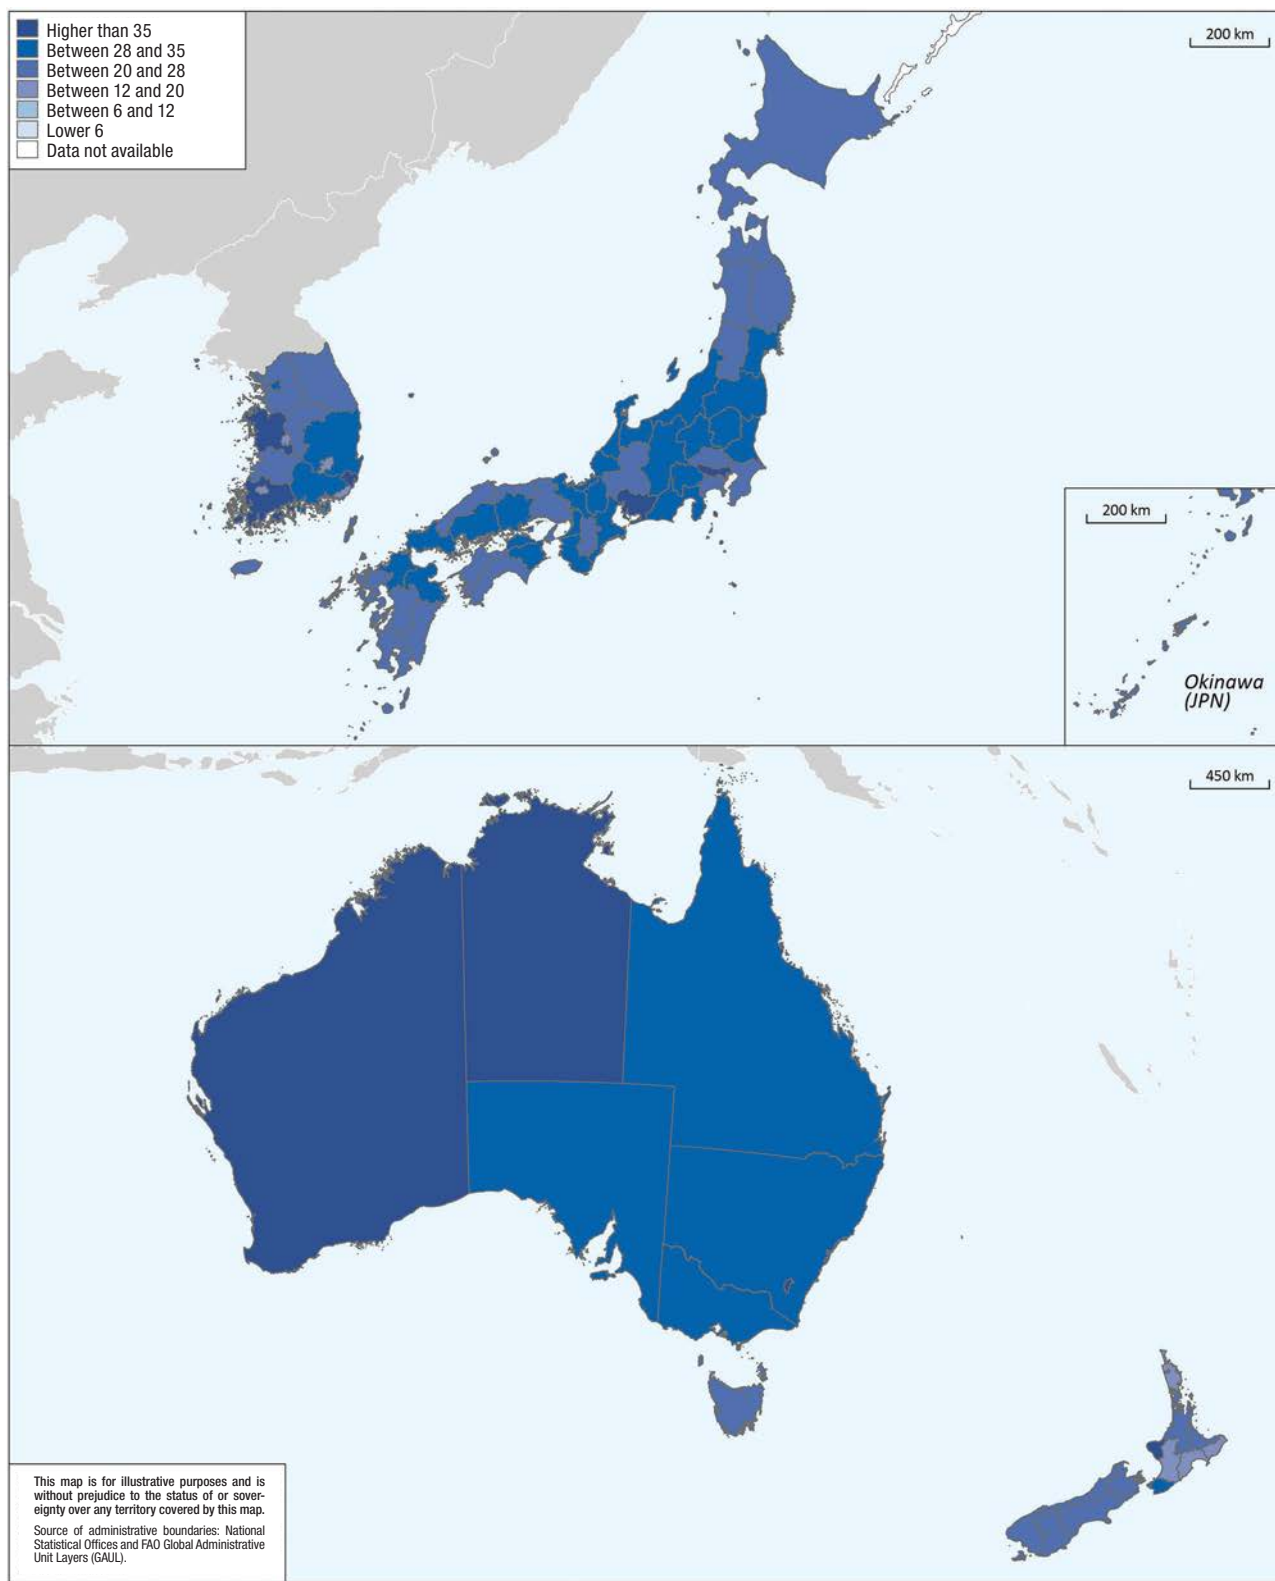 Higher than 35
Between 28 and 35
Between 20 and 28
Between 12 and 20
Between 6 and 12
Lower 6
Data not available
200 km
200 km
Okinawa
(JPN)
450 km
This map is for illustrative purposes and is
without prejudice to the status of or sover-
eignty over any territory covered by this map.
Source of administrative boundaries: National
Statistical Offices and FAO Global Administrative
Unit Layers (GAUL).